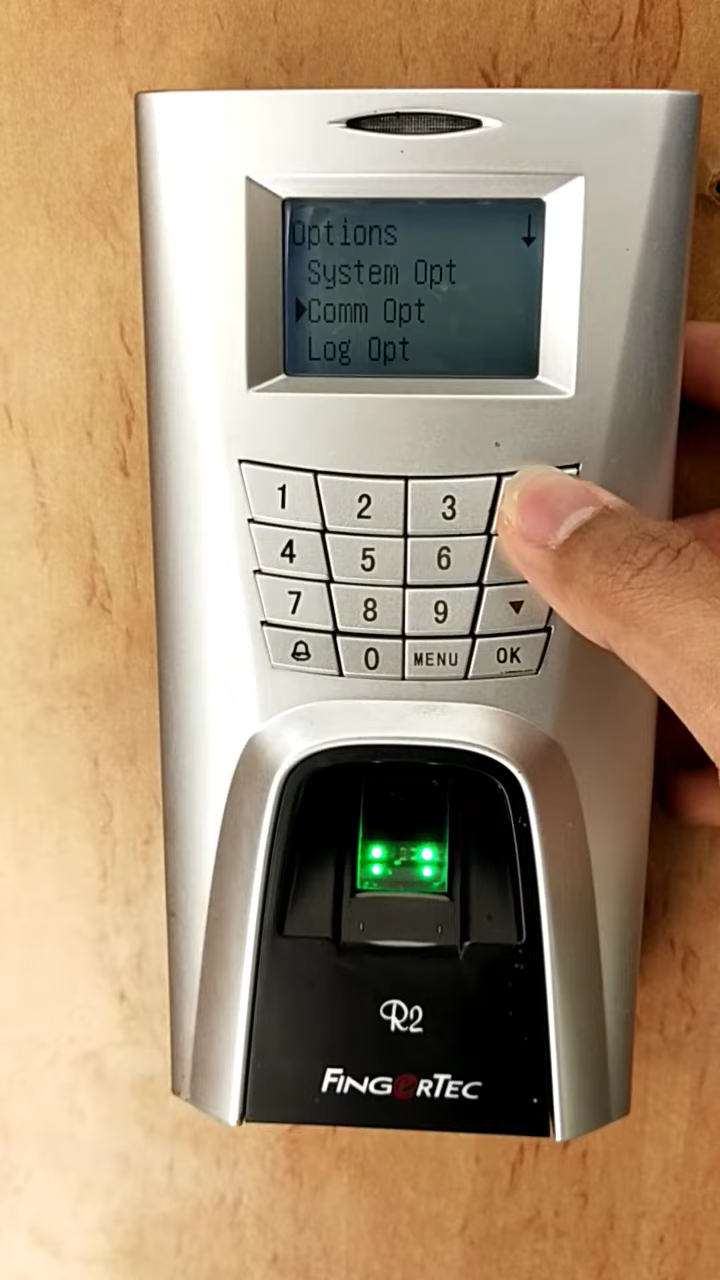 Options ↓
System Opt
▶Comm Opt
Log Opt
1 2 3
4 5 6
7 8 9 ▼
0 MENU OK
R2
FINGERTEC